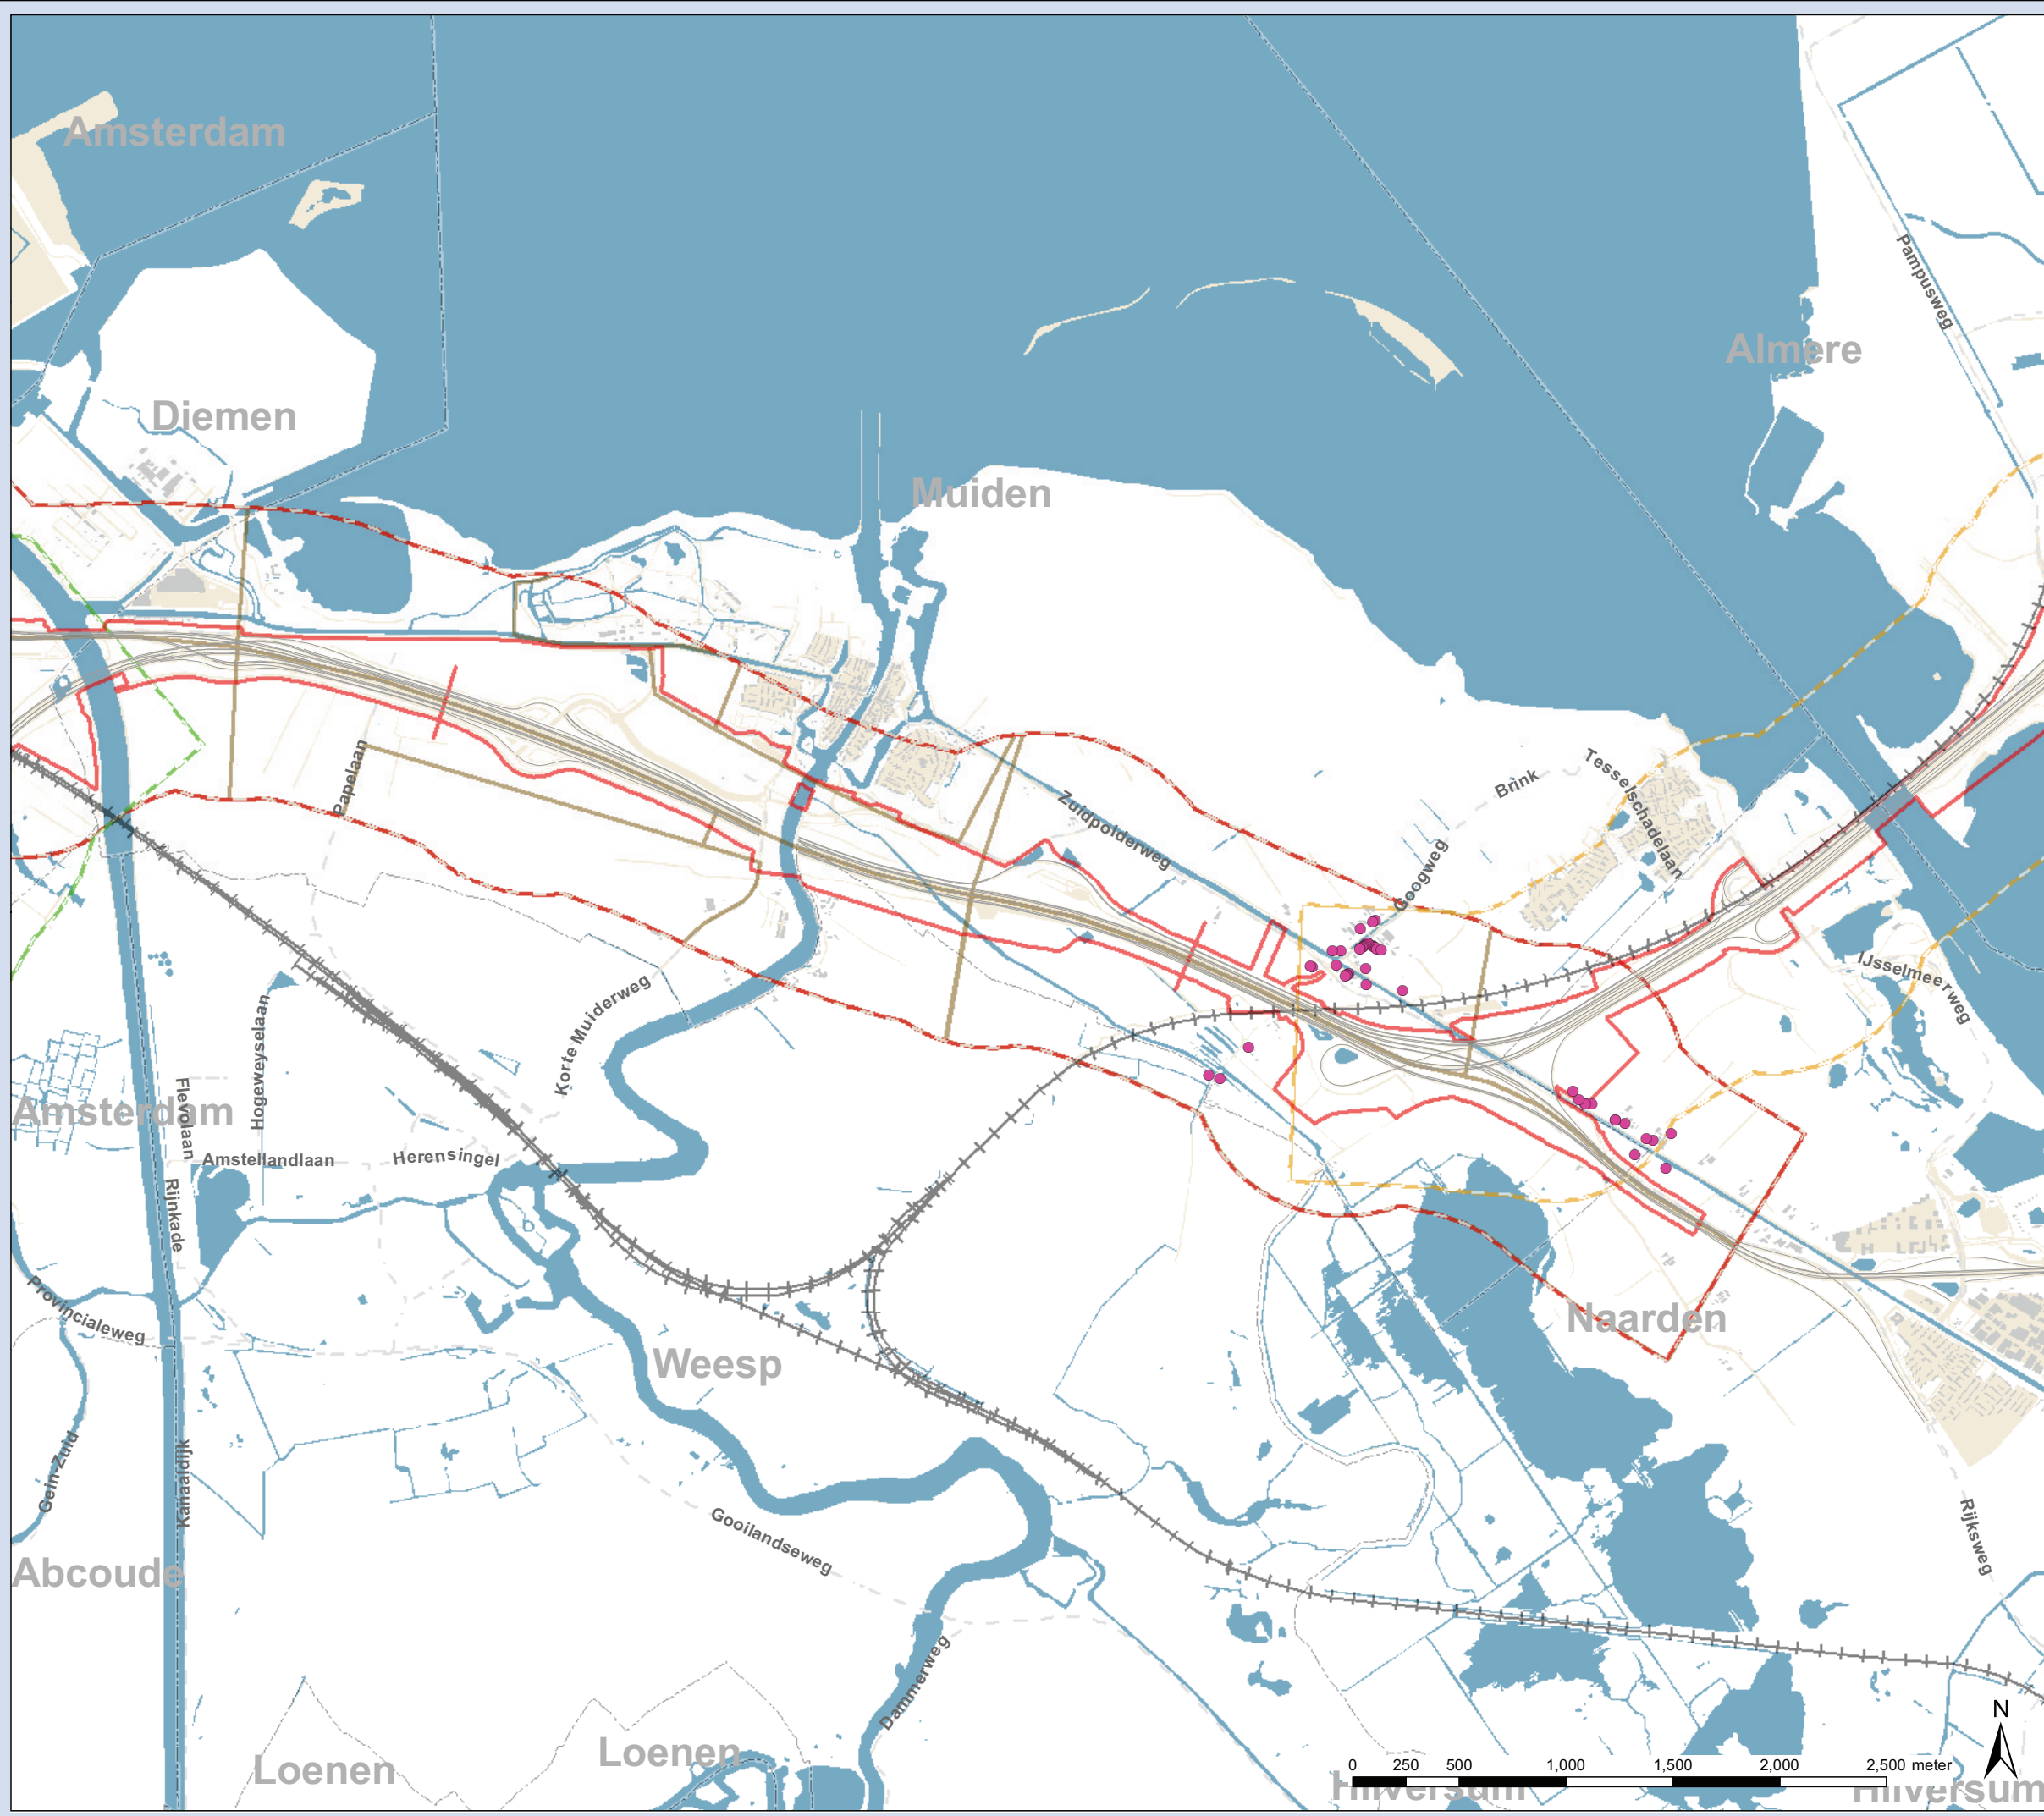 Amsterdam
Pampusweg
Almere
Diemen
Muiden
Papelaan
Zuidpolderweg
Brink
Tesselschadelaan
Googweg
IJsselmeerweg
Korte Muiderweg
Hogeweyselaan
Flevolaan
Amsterdam
Amstellandlaan
Herensingel
Rijnkade
Provincialeweg
Naarden
Weesp
Gein-Zuid
Kanaaldijk
Gooilandseweg
Rijksweg
Abcoude
Dammerweg
N
Loenen
Loenen
0 250 500 1,000 1,500 2,000 2,500 meter
Hilversum
Hilversum